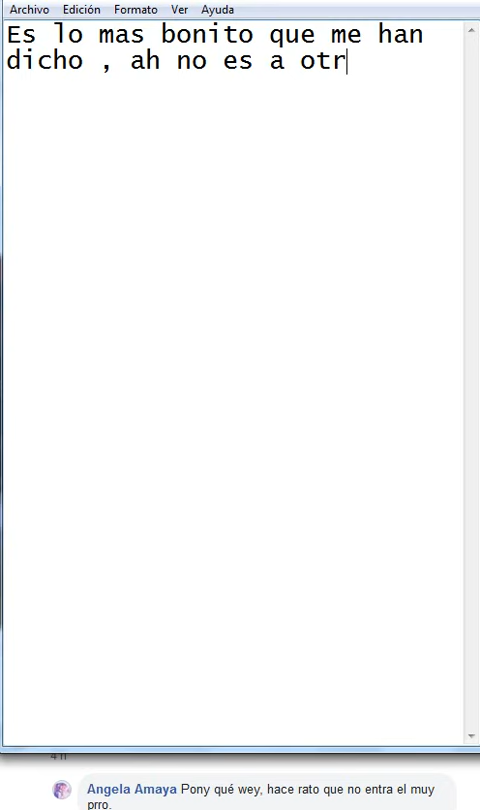 Archivo Edición Formato Ver Ayuda
Es lo mas bonito que me han
dicho , ah no es a otr
Angela Amaya Pony qué wey, hace rato que no entra el muy
prro.